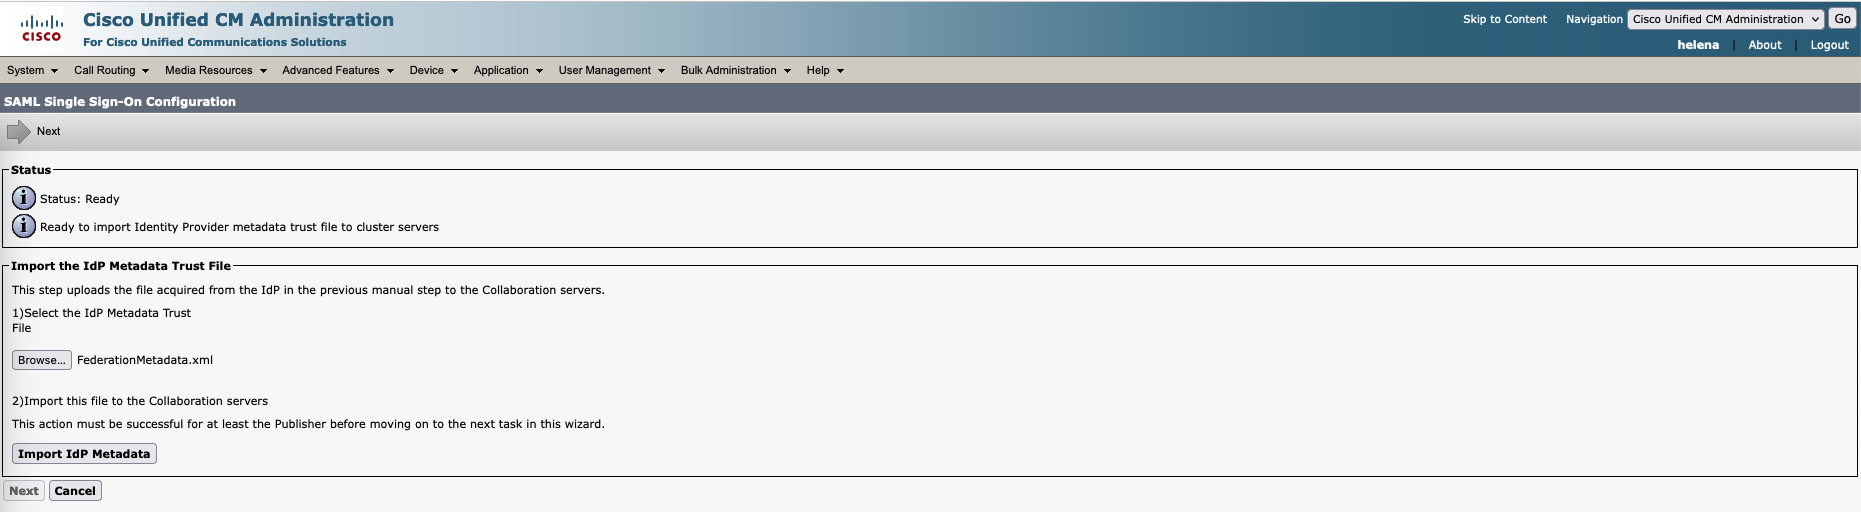 Cisco Unified CM Administration
For Cisco Unified Communications Solutions
CISCO
Skip to Content Navigation Cisco Unified CM Administration Go
helena | About | Logout
System Call Routing Media Resources Advanced Features Device Application User Management Bulk Administration Help
SAML Single Sign-On Configuration
Next
Status
Status: Ready
Ready to import Identity Provider metadata trust file to cluster servers
Import the IdP Metadata Trust File
This step uploads the file acquired from the IdP in the previous manual step to the Collaboration servers.
1)Select the IdP Metadata Trust
File
Browse... FederationMetadata.xml
2)Import this file to the Collaboration servers
This action must be successful for at least the Publisher before moving on to the next task in this wizard.
Import IdP Metadata
Next Cancel